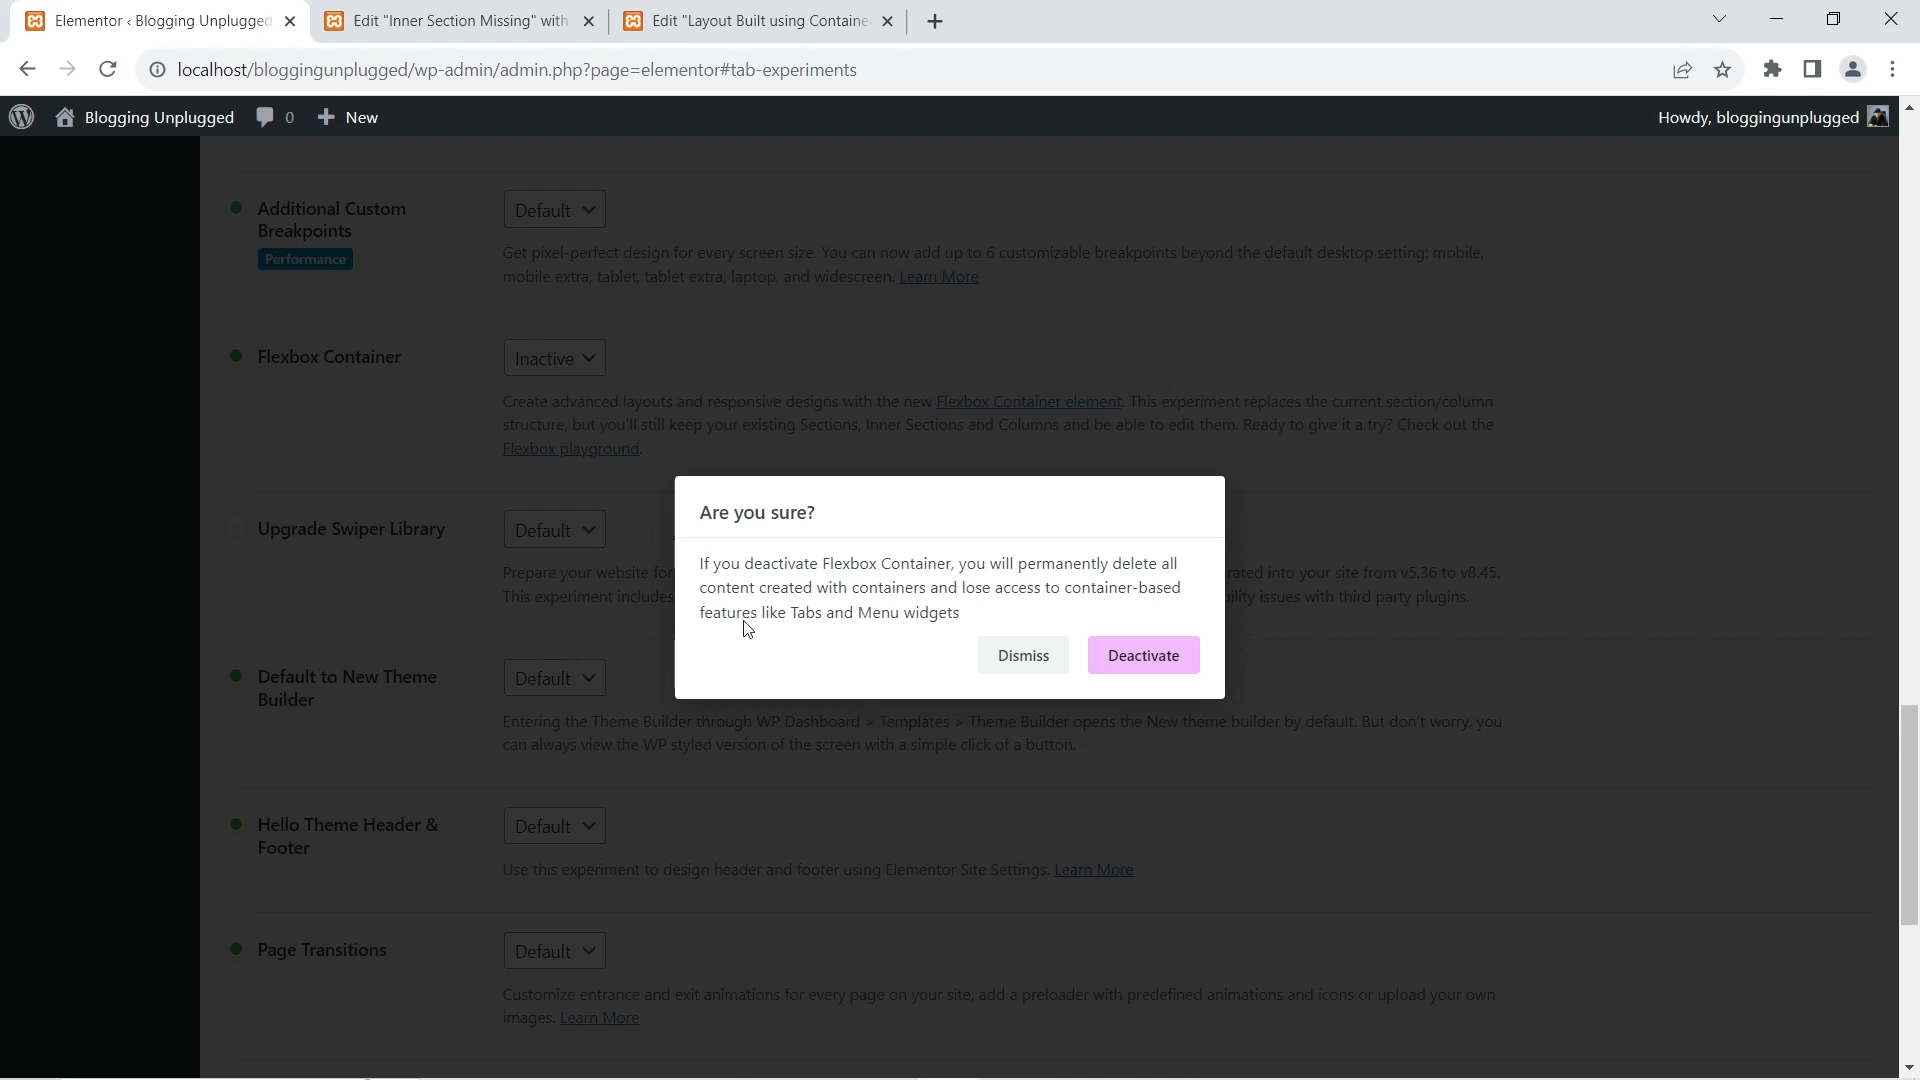 Elementor ‹ Blogging Unplugged
Edit "Inner Section Missing" with
Edit "Layout Built using Containe
localhost/bloggingunplugged/wp-admin/admin.php?page=elementor#tab-experiments
Blogging Unplugged 0 New
Howdy, bloggingunplugged
Additional Custom
Breakpoints
Performance
Default
Get pixel-perfect design for every screen size. You can now add up to 6 customizable breakpoints beyond the default desktop setting: mobile,
mobile extra, tablet, tablet extra, laptop, and widescreen. Learn More
Flexbox Container
Inactive
Create advanced layouts and responsive designs with the new Flexbox Container element. This experiment replaces the current section/column
structure, but you'll still keep your existing Sections, Inner Sections and Columns and be able to edit them. Ready to give it a try? Check out the
Flexbox playground.
Upgrade Swiper Library
Default
Prepare your website for
rated into your site from v5.36 to v8.45.
This experiment includes
bility issues with third party plugins.
Are you sure?
If you deactivate Flexbox Container, you will permanently delete all
content created with containers and lose access to container-based
features like Tabs and Menu widgets
Dismiss
Deactivate
Default to New Theme
Builder
Default
Entering the Theme Builder through WP Dashboard > Templates > Theme Builder opens the New theme builder by default. But don't worry, you
can always view the WP styled version of the screen with a simple click of a button.
Hello Theme Header &
Footer
Default
Use this experiment to design header and footer using Elementor Site Settings. Learn More
Page Transitions
Default
Customize entrance and exit animations for every page on your site, add a preloader with predefined animations and icons or upload your own
images. Learn More